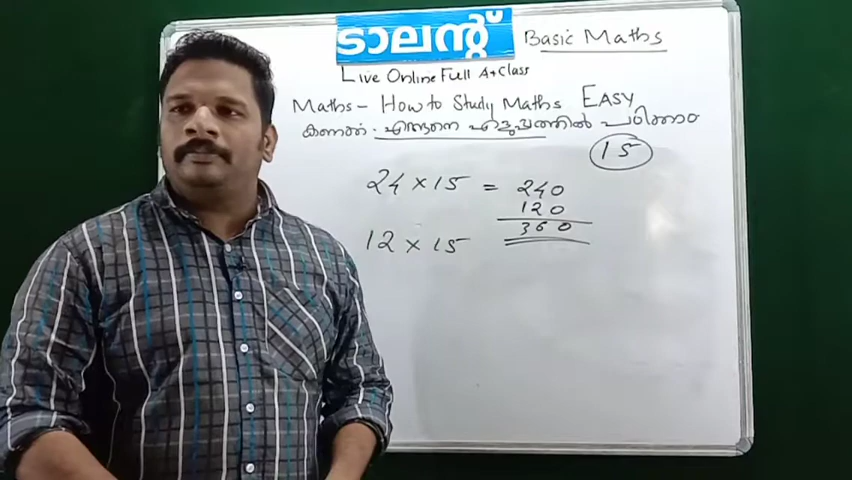 ടാലന്റ്
Basic Maths
Live Online Full A+ Class
Maths - How to Study Maths EASY
കണക്ക്. എങ്ങനെ എളുപ്പത്തിൽ പഠിക്കാം
15
24 × 15 = 240
120
360
12 × 15